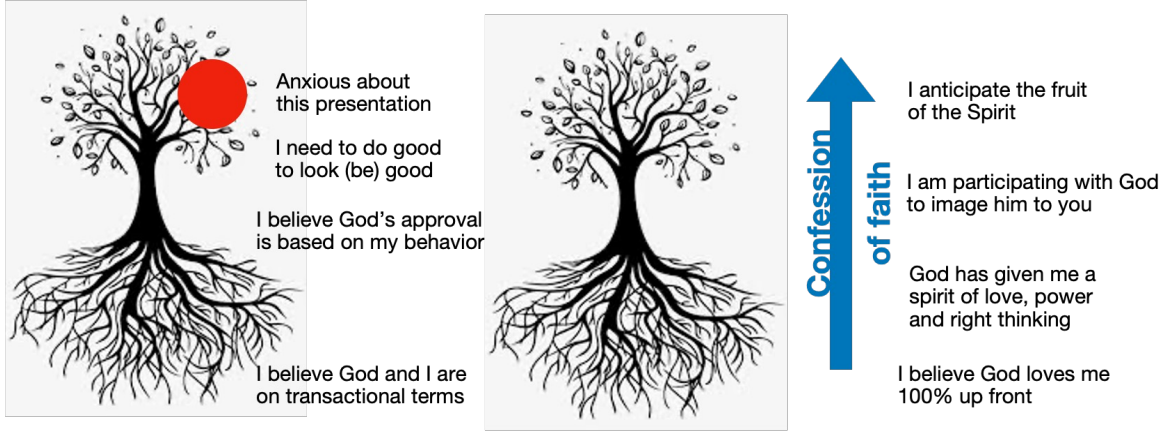 Anxious about
this presentation
I need to do good
to look (be) good
I believe God’s approval
is based on my behavior
I believe God and I are
on transactional terms
Confession
of faith
I anticipate the fruit
of the Spirit
I am participating with God
to image him to you
God has given me a
spirit of love, power
and right thinking
I believe God loves me
100% up front